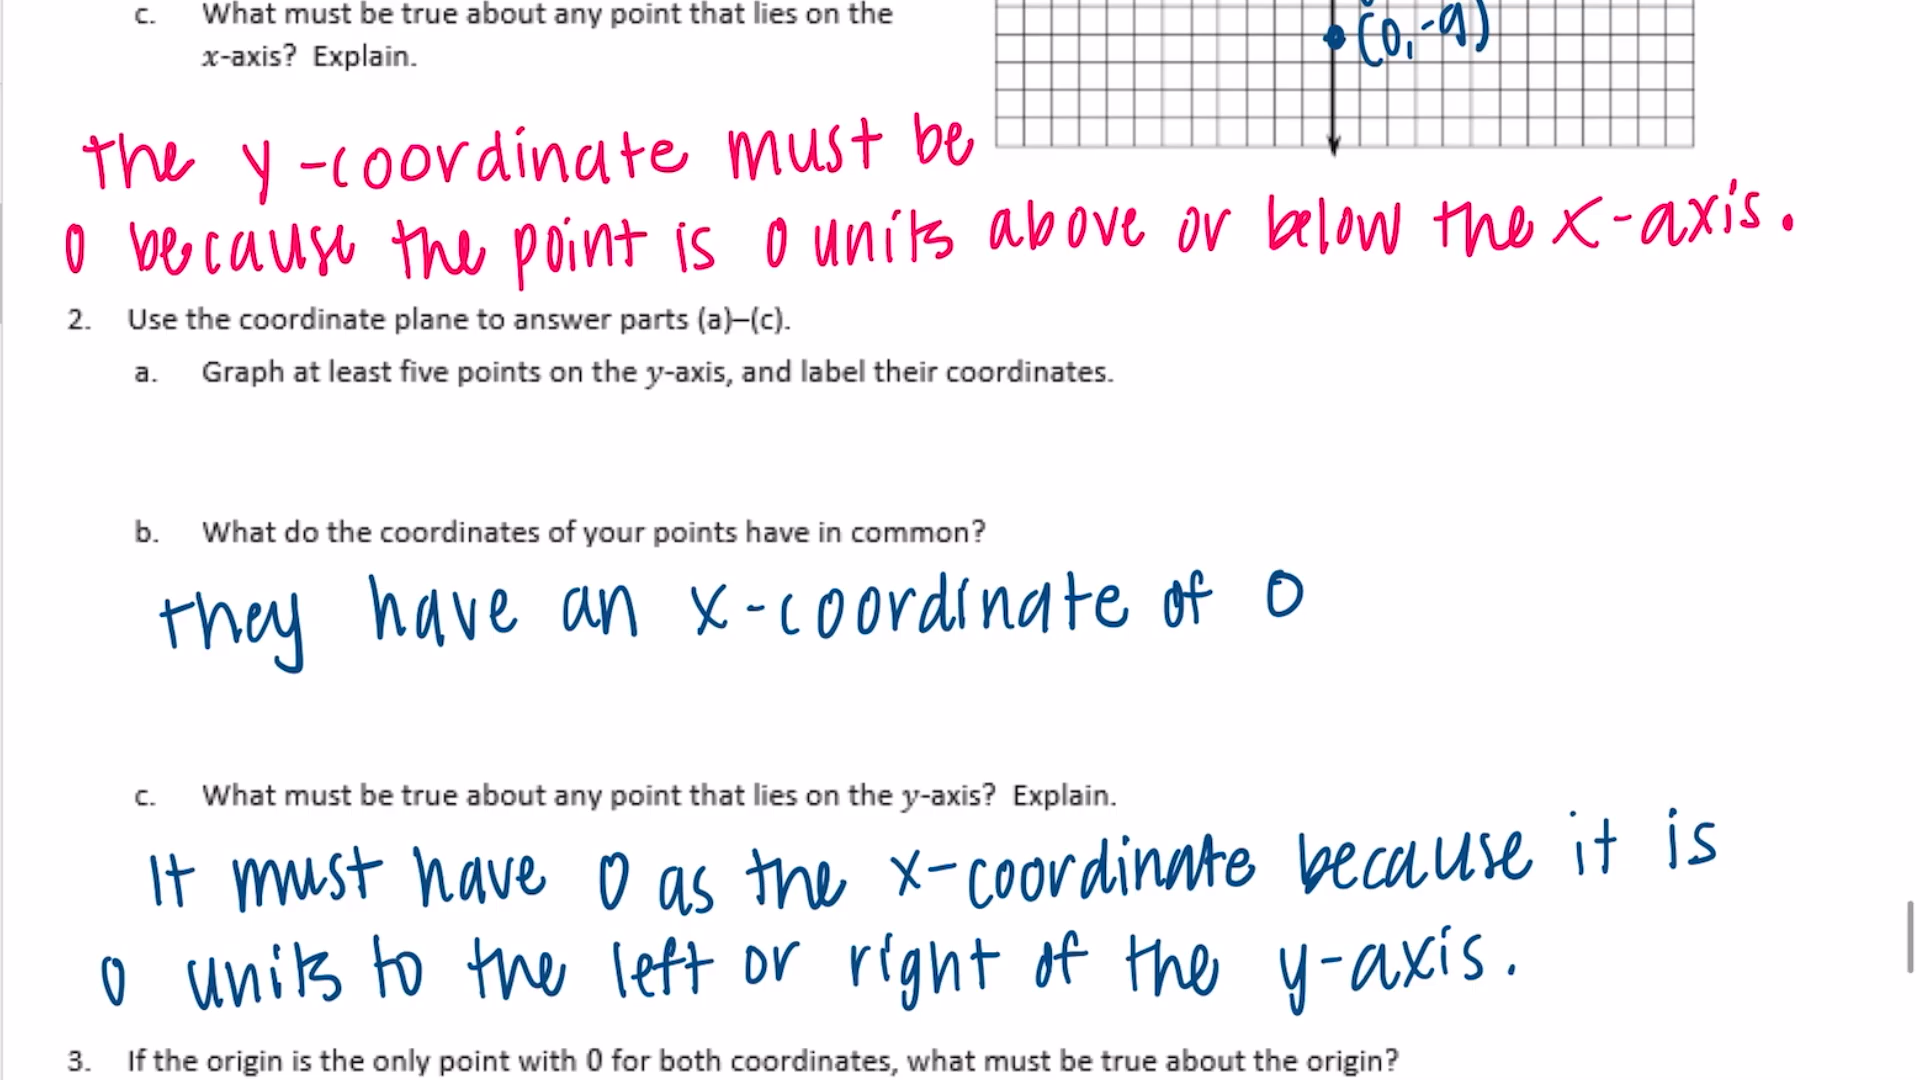 c. What must be true about any point that lies on the
x-axis? Explain.
(0,-9)
the y-coordinate must be
0 because the point is 0 units above or below the x-axis.
2. Use the coordinate plane to answer parts (a)–(c).
a. Graph at least five points on the y-axis, and label their coordinates.
b. What do the coordinates of your points have in common?
they have an x-coordinate of 0
c. What must be true about any point that lies on the y-axis? Explain.
It must have 0 as the x-coordinate because it is
0 units to the left or right of the y-axis.
3. If the origin is the only point with 0 for both coordinates, what must be true about the origin?